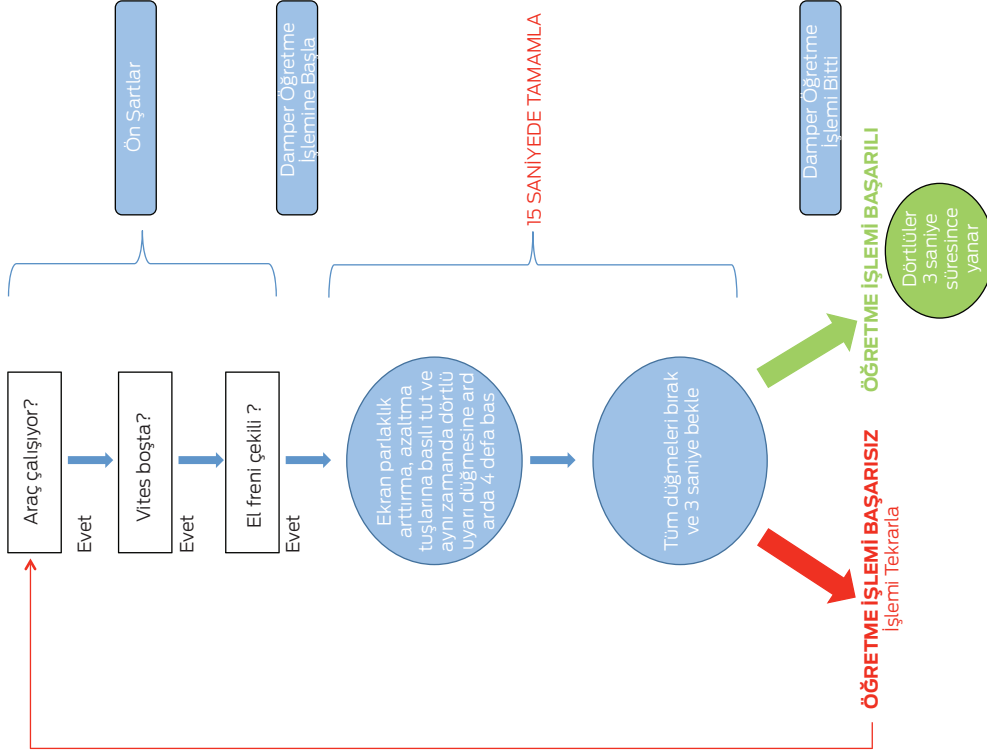 Araç çalışıyor?
Evet
Vites boşta?
Evet
El freni çekili ?
Evet
Ön Şartlar
Damper Öğretme
İşlemine Başla
Ekran parlaklık
arttırma, azaltma
tuşlarına basılı tut ve
aynı zamanda dörtlü
uyarı düğmesine ard
arda 4 defa bas
Tüm düğmeleri bırak
ve 3 saniye bekle
15 SANİYEDE TAMAMLA
Damper Öğretme
İşlemi Bitti
ÖĞRETME İŞLEMİ BAŞARISIZ
İşlemi Tekrarla
ÖĞRETME İŞLEMİ BAŞARILI
Dörtlüler
3 saniye
süresince
yanar